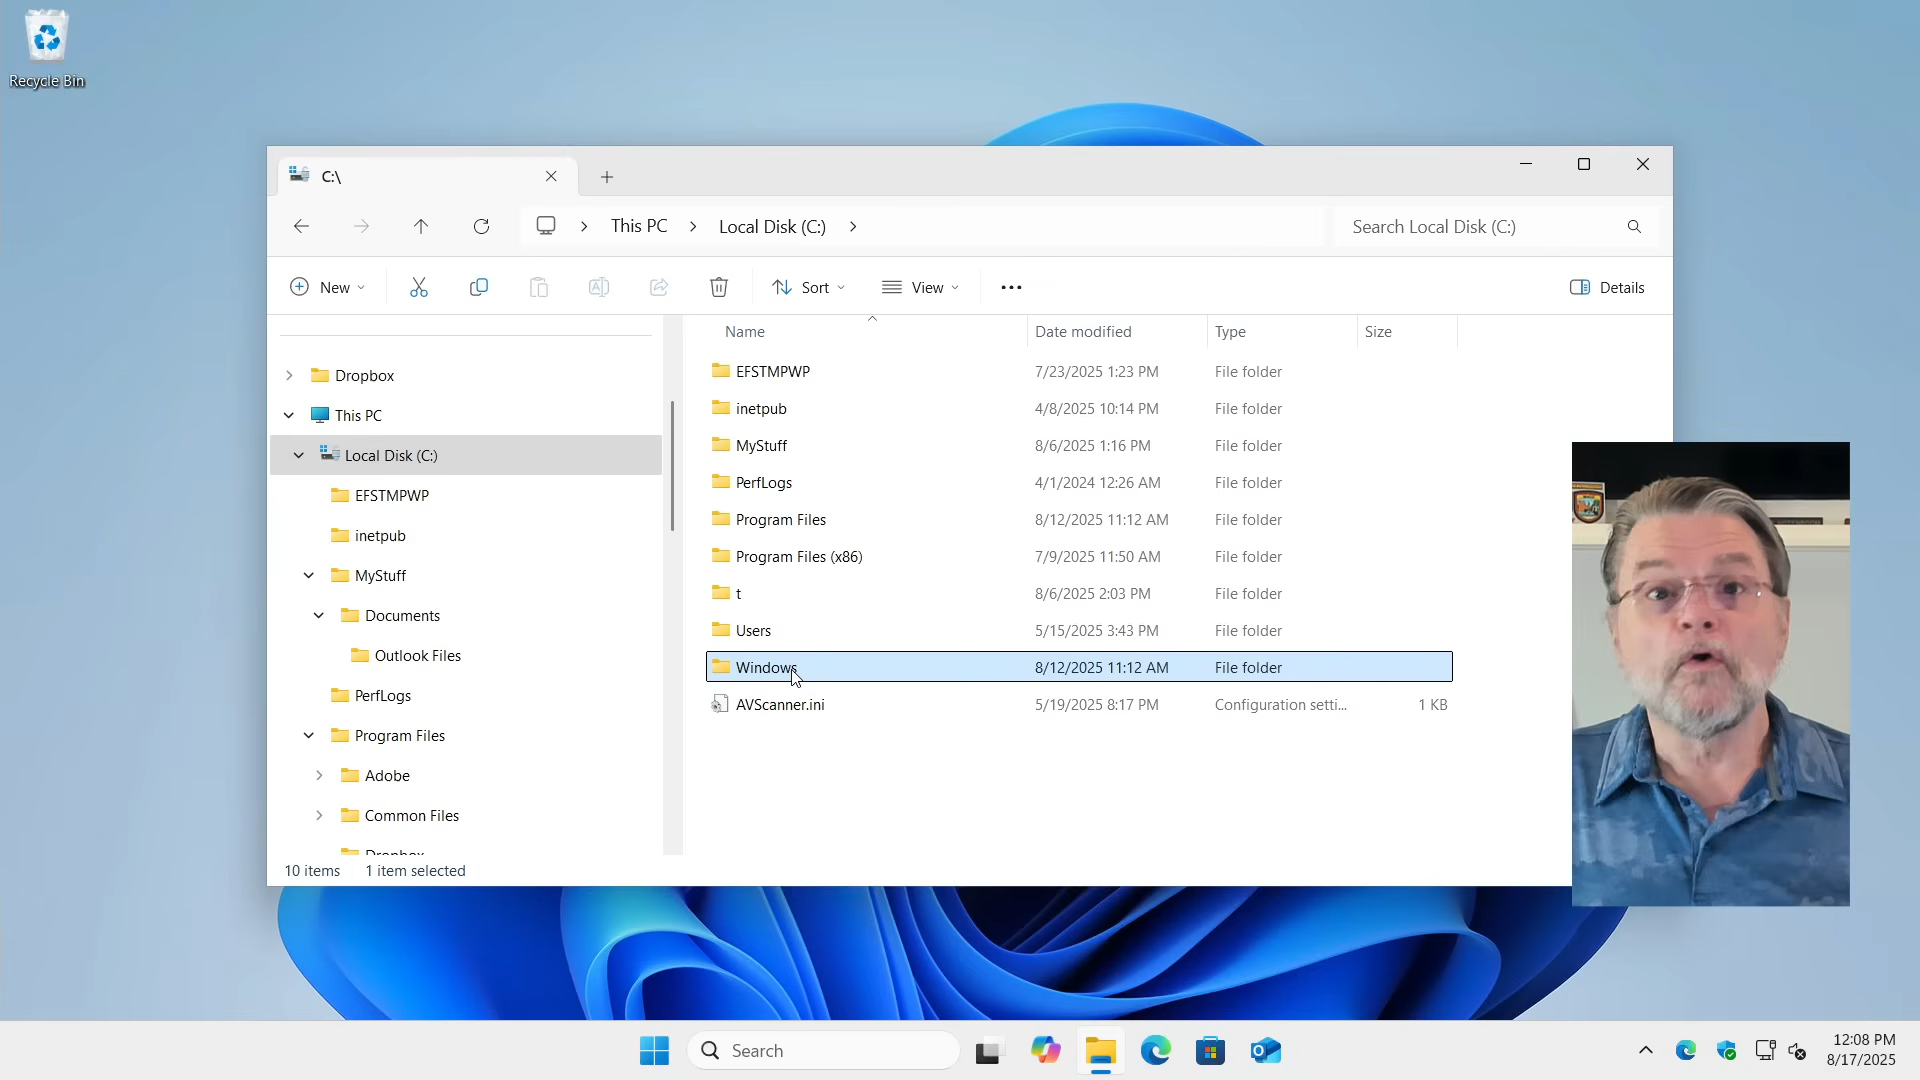 Recycle Bin
C:\
This PC
Local Disk (C:)
Search Local Disk (C:)
New
Sort
View
Details
Name
Date modified
Type
Size
Dropbox
This PC
Local Disk (C:)
EFSTMPWP
inetpub
MyStuff
Documents
Outlook Files
PerfLogs
Program Files
Adobe
Common Files
Dropbox
EFSTMPWP 7/23/2025 1:23 PM File folder
inetpub 4/8/2025 10:14 PM File folder
MyStuff 8/6/2025 1:16 PM File folder
PerfLogs 4/1/2024 12:26 AM File folder
Program Files 8/12/2025 11:12 AM File folder
Program Files (x86) 7/9/2025 11:50 AM File folder
t 8/6/2025 2:03 PM File folder
Users 5/15/2025 3:43 PM File folder
Windows 8/12/2025 11:12 AM File folder
AVScanner.ini 5/19/2025 8:17 PM Configuration setti... 1 KB
10 items 1 item selected
Search
12:08 PM
8/17/2025